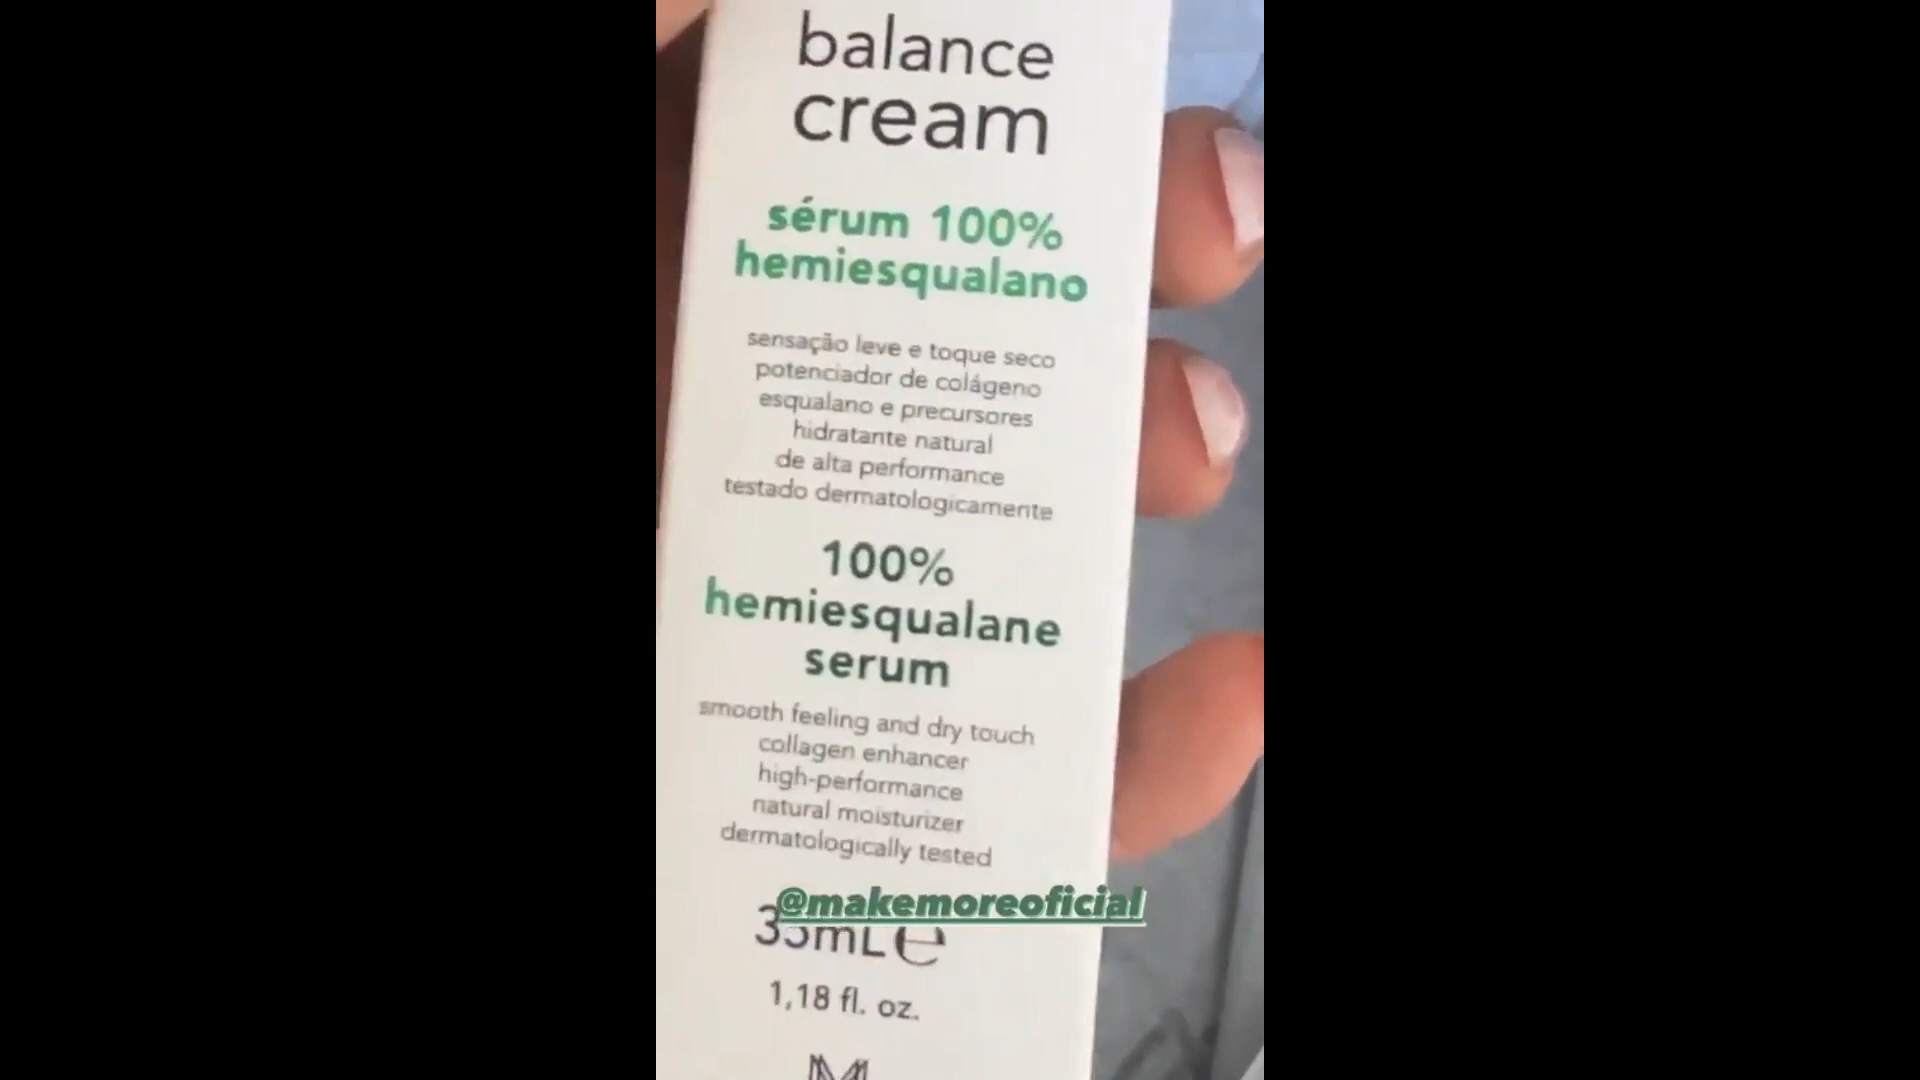 balance
cream
sérum 100%
hemiesqualano
sensação leve e toque seco
potenciador de colágeno
esqualano e precursores
hidratante natural
de alta performance
testado dermatologicamente
100%
hemiesqualane
serum
smooth feeling and dry touch
collagen enhancer
high-performance
natural moisturizer
dermatologically tested
@makemoreoficial
35mL e
1,18 fl. oz.
M